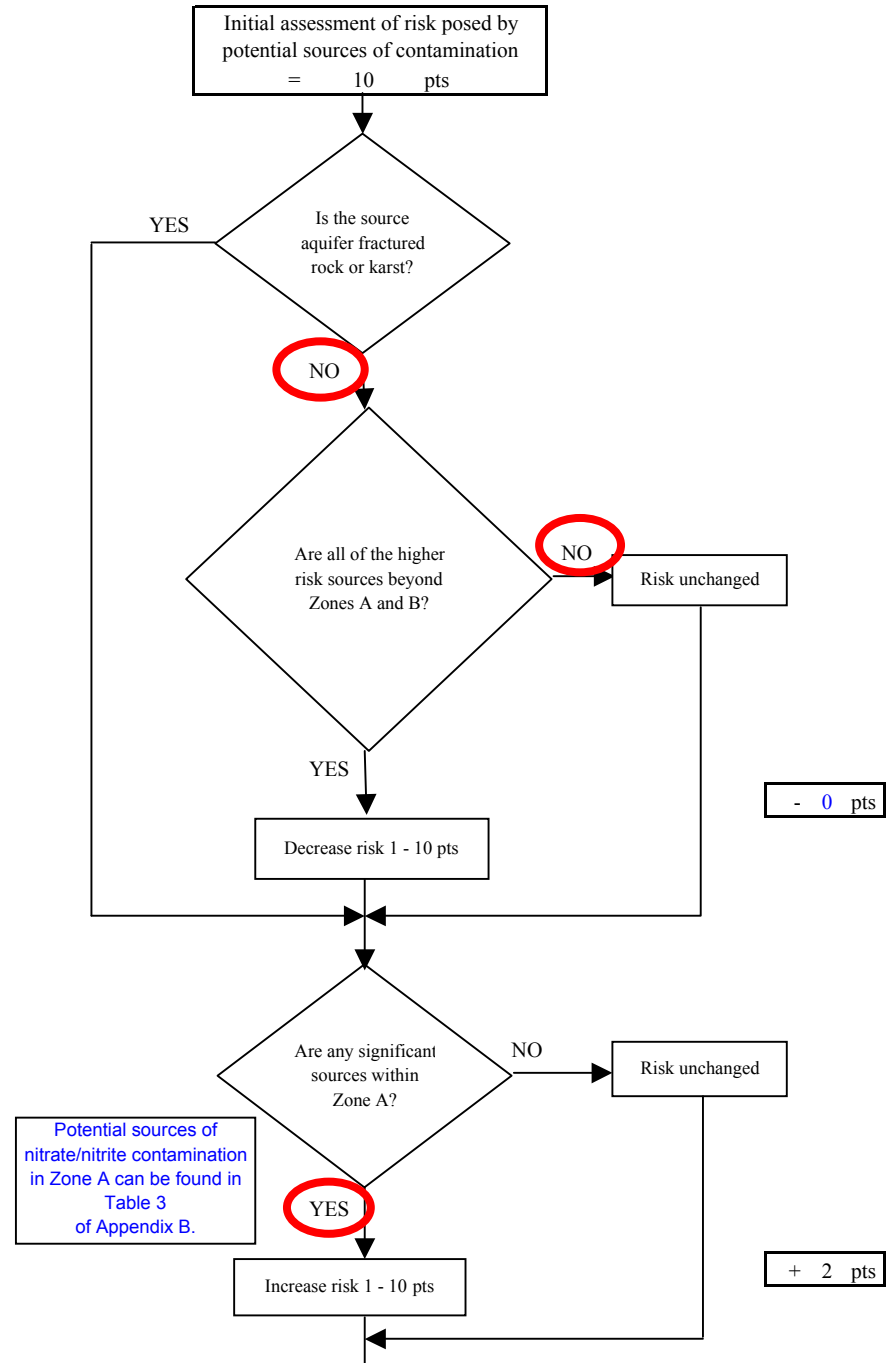 Initial assessment of risk posed by
potential sources of contamination
= 10 pts
YES
Is the source
aquifer fractured
rock or karst?
NO
Are all of the higher
risk sources beyond
Zones A and B?
NO
Risk unchanged
YES
- 0 pts
Decrease risk 1 - 10 pts
Are any significant
sources within
Zone A?
NO
Risk unchanged
Potential sources of
nitrate/nitrite contamination
in Zone A can be found in
Table 3
of Appendix B.
YES
+ 2 pts
Increase risk 1 - 10 pts